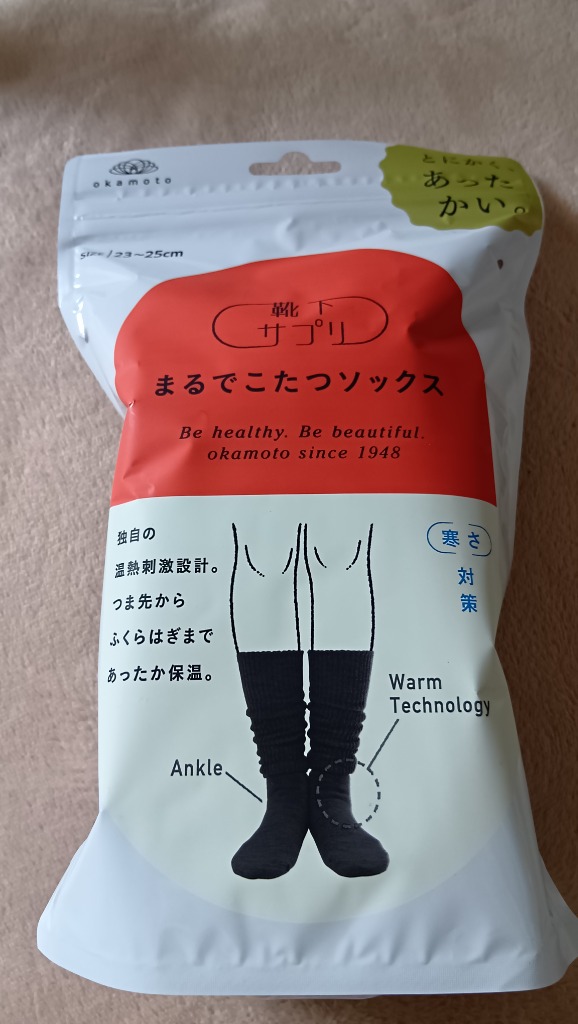 okamoto
とにかく、
あった
かい。
Size / 23~25cm
靴下
サプリ
まるでこたつソックス
Be healthy. Be beautiful.
okamoto since 1948
独自の
温熱刺激設計。
つま先から
ふくらはぎまで
あったか保温。
寒さ
対
策
Warm
Technology
Ankle